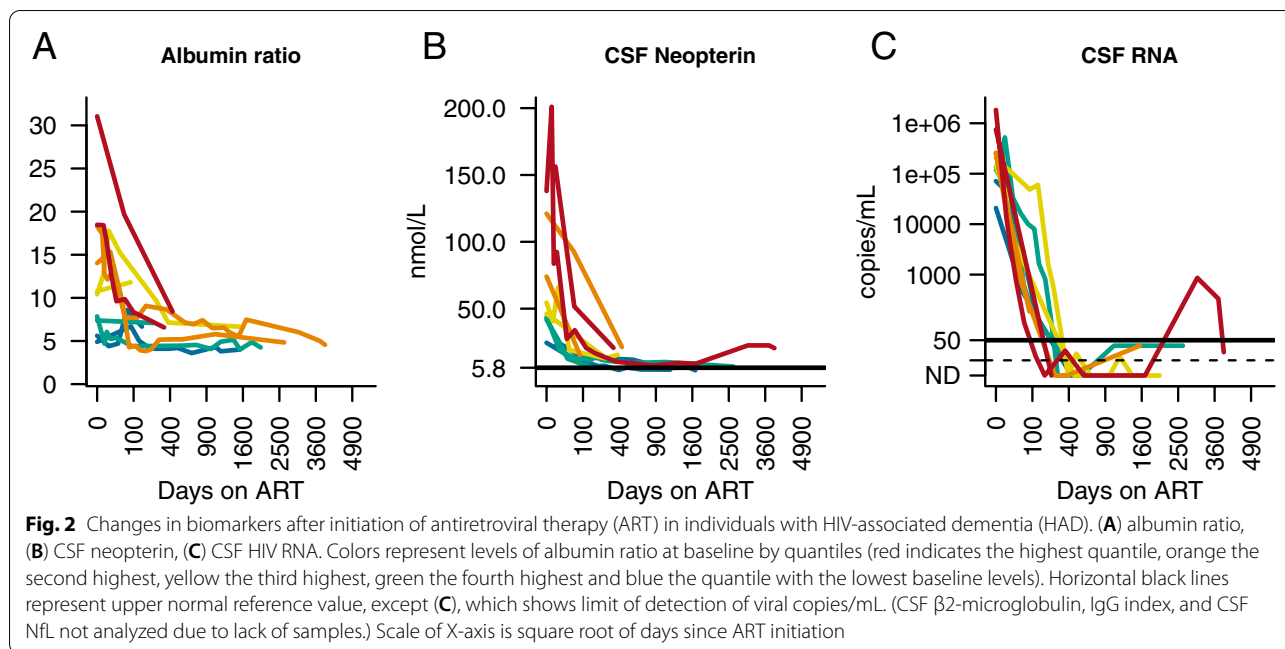 A
Albumin ratio
30
25
20
15
10
5
0
0
100
400
900
1600
2500
3600
4900
Days on ART
B
CSF Neopterin
nmol/L
200.0
150.0
100.0
50.0
5.8
0
100
400
900
1600
2500
3600
4900
Days on ART
C
CSF RNA
copies/mL
1e+06
1e+05
10000
1000
50
ND
0
100
400
900
1600
2500
3600
4900
Days on ART
Fig. 2 Changes in biomarkers after initiation of antiretroviral therapy (ART) in individuals with HIV-associated dementia (HAD). (A) albumin ratio,
(B) CSF neopterin, (C) CSF HIV RNA. Colors represent levels of albumin ratio at baseline by quantiles (red indicates the highest quantile, orange the
second highest, yellow the third highest, green the fourth highest and blue the quantile with the lowest baseline levels). Horizontal black lines
represent upper normal reference value, except (C), which shows limit of detection of viral copies/mL. (CSF β2-microglobulin, IgG index, and CSF
NfL not analyzed due to lack of samples.) Scale of X-axis is square root of days since ART initiation